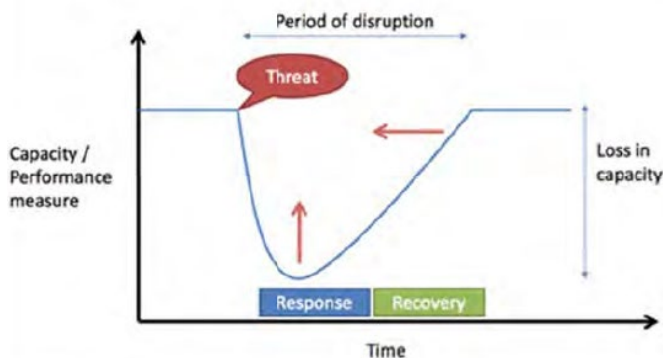 Period of disruption
Threat
Capacity /
Performance
measure
Loss in
capacity
Response
Recovery
Time